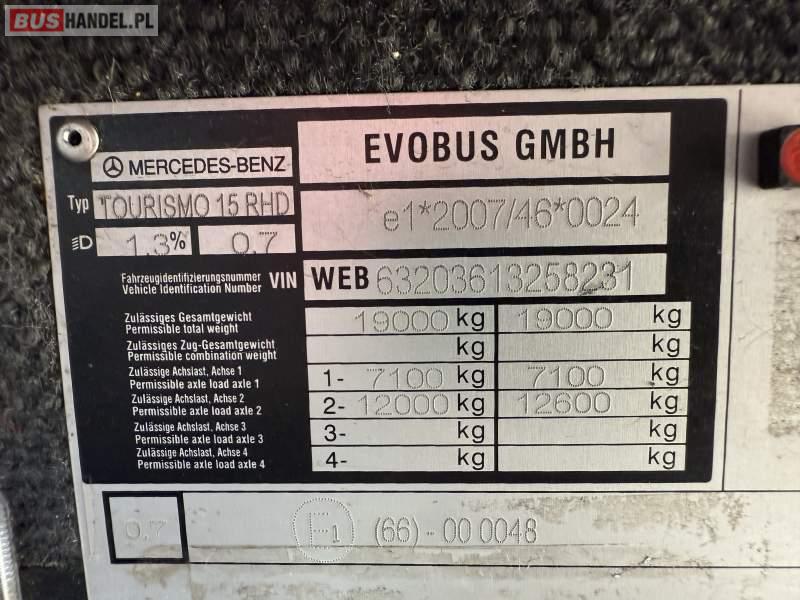 BUSHANDEL.PL
MERCEDES-BENZ
EVOBUS GMBH
Typ TOURISMO 15 RHD
e1*2007/46*0024
1.3% 0.7
Fahrzeugidentifizierungsnummer
Vehicle Identification Number VIN WEB 63203613258231
Zulässiges Gesamtgewicht
Permissible total weight 19000 kg 19000 kg
Zulässiges Zug-Gesamtgewicht
Permissible combination weight kg kg
Zulässige Achslast, Achse 1
Permissible axle load axle 1 1- 7100 kg 7100 kg
Zulässige Achslast, Achse 2
Permissible axle load axle 2 2- 12000 kg 12600 kg
Zulässige Achslast, Achse 3
Permissible axle load axle 3 3- kg kg
Zulässige Achslast, Achse 4
Permissible axle load axle 4 4- kg kg
0.7 E1 (66)-00 0048